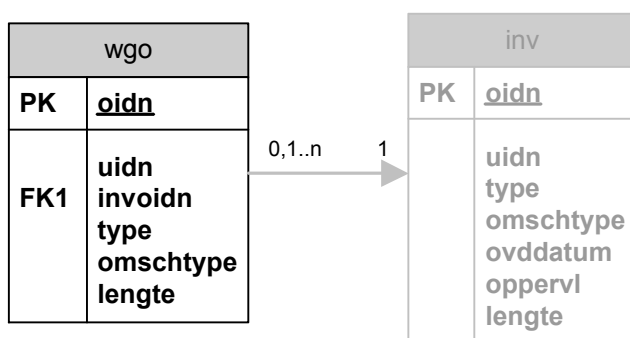 wgo
PK oidn
FK1
uidn
invoidn
type
omschtype
lengte
0,1..n 1
inv
PK oidn
uidn
type
omschtype
ovddatum
oppervl
lengte